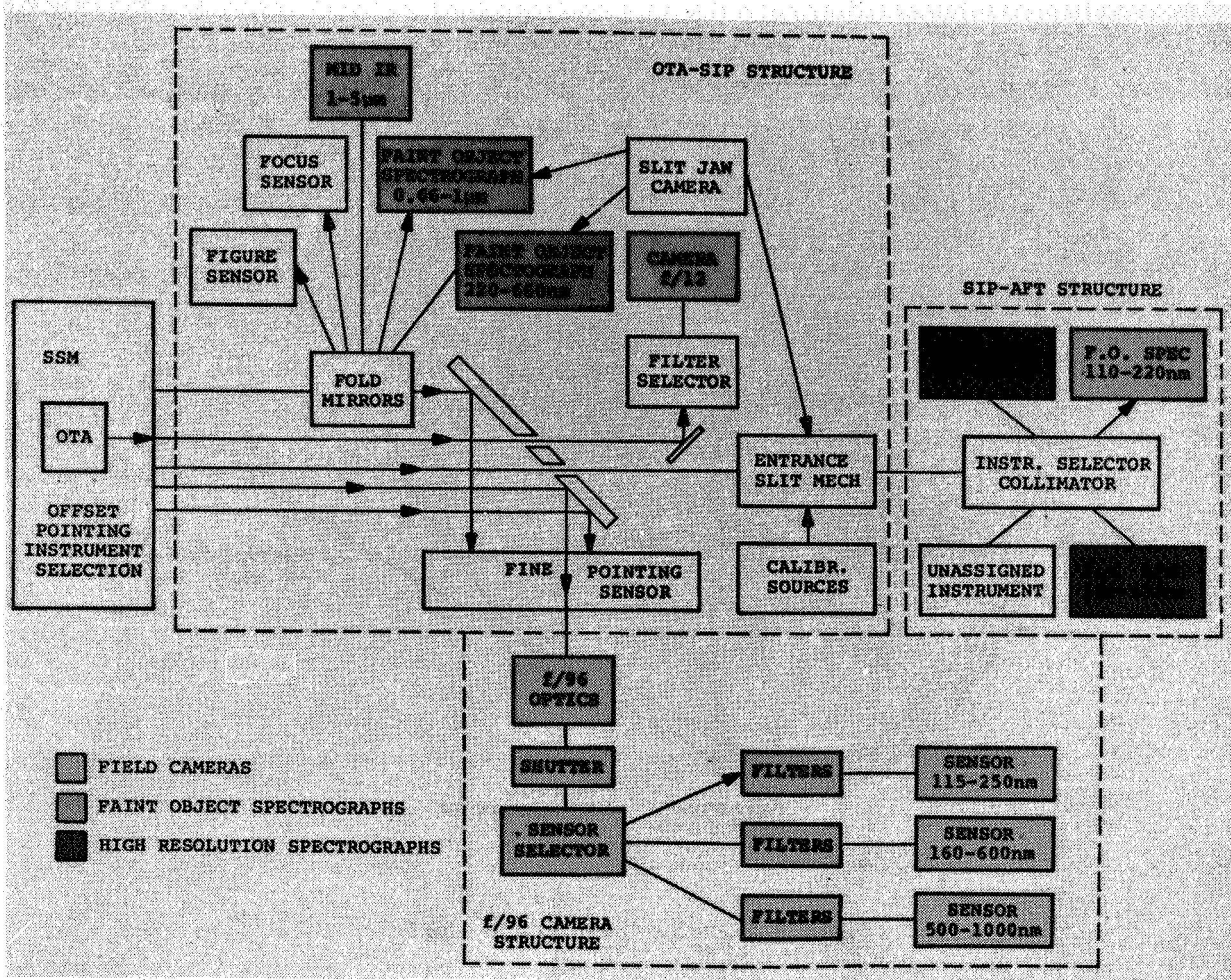 OTA-SIP STRUCTURE
MID IR
1-5μm
FOCUS
SENSOR
FAINT OBJECT
SPECTROGRAPH
0.66-1μm
SLIT JAW
CAMERA
FIGURE
SENSOR
FAINT OBJECT
SPECTOGRAPH
220-660nm
CAMERA
f/12
SIP-AFT STRUCTURE
SSM
FOLD
MIRRORS
FILTER
SELECTOR
F.O. SPEC
110-220nm
OTA
ENTRANCE
SLIT MECH
INSTR. SELECTOR
COLLIMATOR
OFFSET
POINTING
INSTRUMENT
SELECTION
FINE POINTING
SENSOR
CALIBR.
SOURCES
UNASSIGNED
INSTRUMENT
f/96
OPTICS
SHUTTER
SENSOR
SELECTOR
FILTERS
SENSOR
115-250nm
FILTERS
SENSOR
160-600nm
FILTERS
SENSOR
500-1000nm
FIELD CAMERAS
FAINT OBJECT SPECTROGRAPHS
HIGH RESOLUTION SPECTROGRAPHS
f/96 CAMERA
STRUCTURE